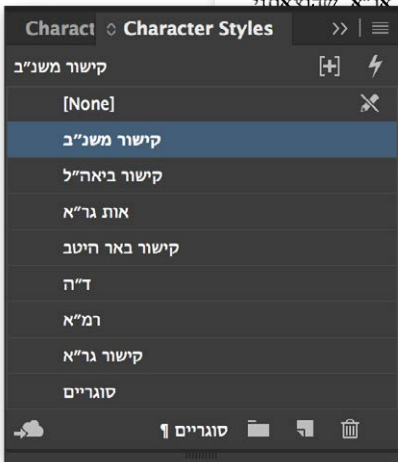 Charact Character Styles
קישור משנ״ב
[None]
קישור משנ״ב
קישור ביאה״ל
אות גר״א
קישור באר היטב
ד״ה
רמ״א
קישור גר״א
סוגריים
סוגריים ¶